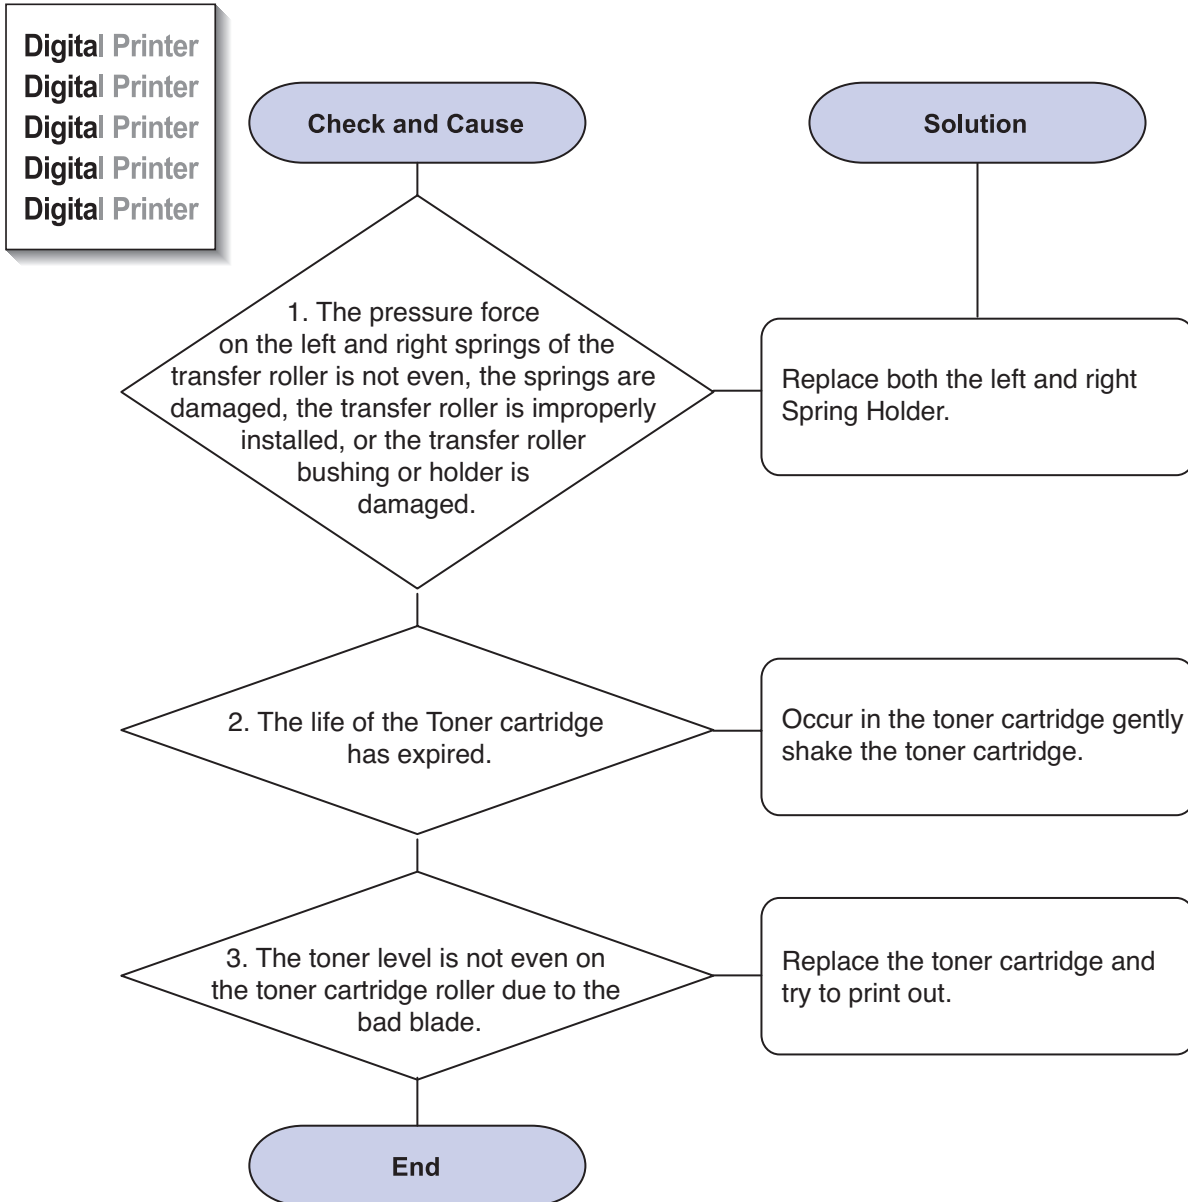 Digital Printer
Digital Printer
Digital Printer
Digital Printer
Digital Printer
Check and Cause
Solution
1. The pressure force
on the left and right springs of the
transfer roller is not even, the springs are
damaged, the transfer roller is improperly
installed, or the transfer roller
bushing or holder is
damaged.
Replace both the left and right
Spring Holder.
2. The life of the Toner cartridge
has expired.
Occur in the toner cartridge gently
shake the toner cartridge.
3. The toner level is not even on
the toner cartridge roller due to the
bad blade.
Replace the toner cartridge and
try to print out.
End